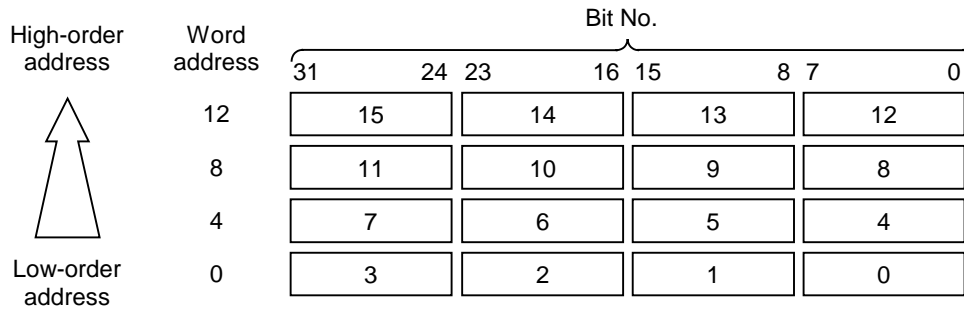 Bit No.
High-order
address
Word
address
31 24 23 16 15 8 7 0
12 15 14 13 12
8 11 10 9 8
4 7 6 5 4
0 3 2 1 0
Low-order
address